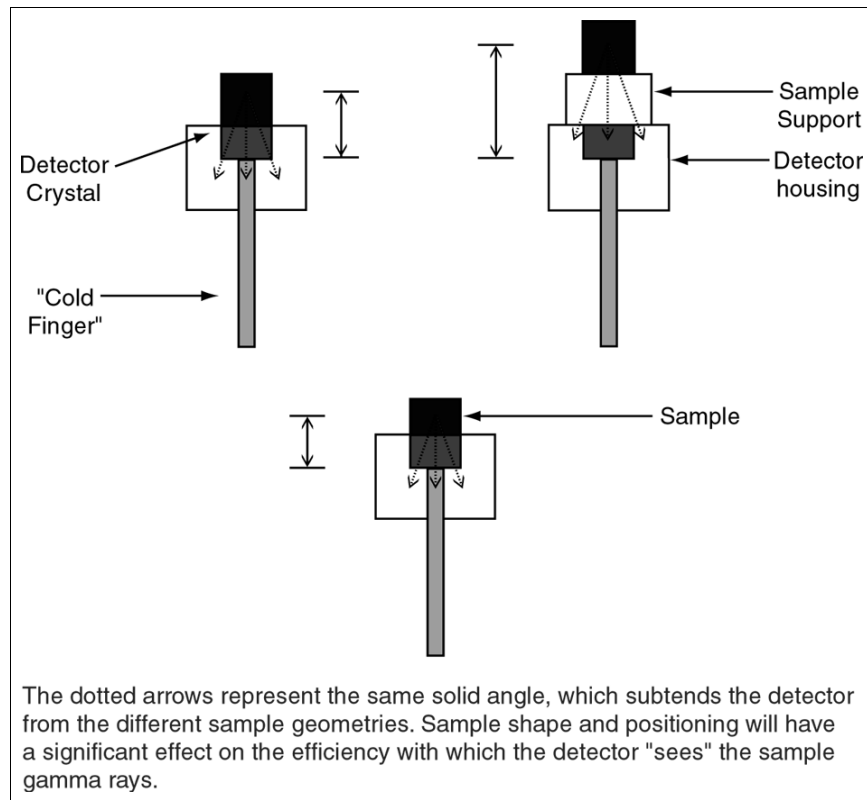 Detector
Crystal
"Cold
Finger"
Sample
Support
Detector
housing
Sample
The dotted arrows represent the same solid angle, which subtends the detector
from the different sample geometries. Sample shape and positioning will have
a significant effect on the efficiency with which the detector "sees" the sample
gamma rays.